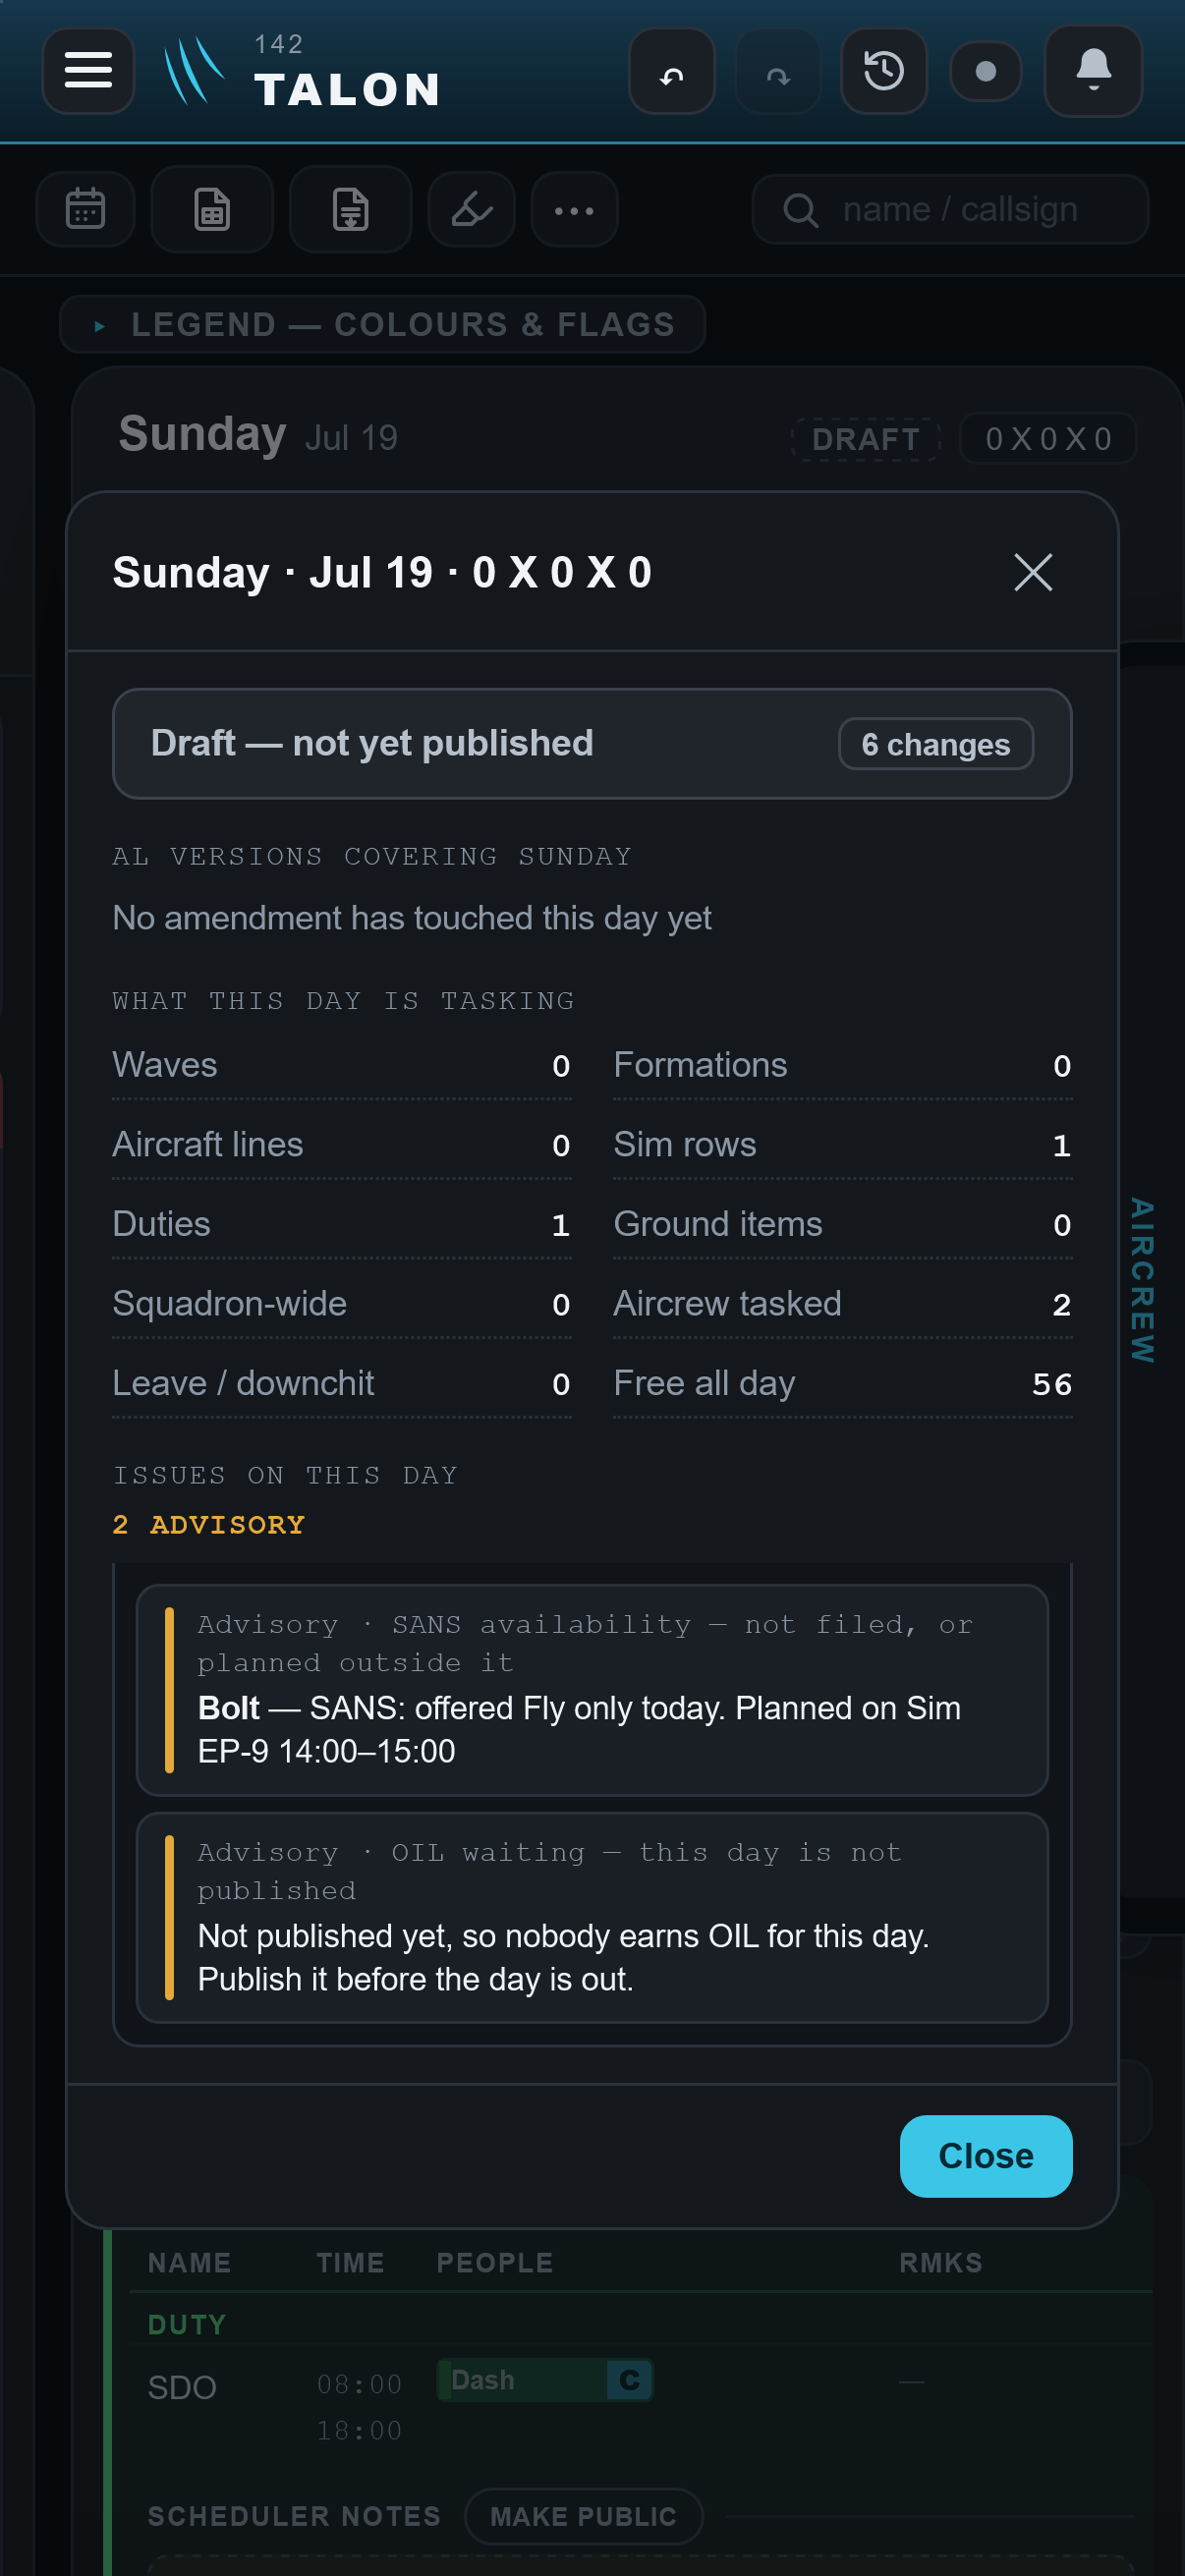 142
TALON
name / callsign
LEGEND — COLOURS & FLAGS
Sunday Jul 19
DRAFT
0 X 0 X 0
Sunday · Jul 19 · 0 X 0 X 0
Draft — not yet published
6 changes
AL VERSIONS COVERING SUNDAY
No amendment has touched this day yet
WHAT THIS DAY IS TASKING
Waves 0
Formations 0
Aircraft lines 0
Sim rows 1
Duties 1
Ground items 0
Squadron-wide 0
Aircrew tasked 2
Leave / downchit 0
Free all day 56
AIRCREW
ISSUES ON THIS DAY
2 ADVISORY
Advisory · SANS availability — not filed, or
planned outside it
Bolt — SANS: offered Fly only today. Planned on Sim
EP-9 14:00–15:00
Advisory · OIL waiting — this day is not
published
Not published yet, so nobody earns OIL for this day.
Publish it before the day is out.
Close
NAME TIME PEOPLE RMKS
DUTY
SDO 08:00 Dash C —
18:00
SCHEDULER NOTES MAKE PUBLIC